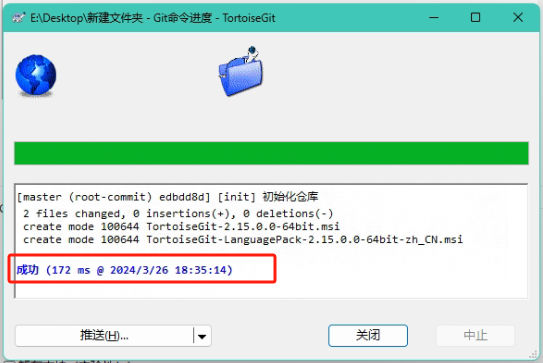 E:\Desktop\新建文件夹 - Git命令进度 - TortoiseGit
[master (root-commit) edbdd8d] [init] 初始化仓库
2 files changed, 0 insertions(+), 0 deletions(-)
create mode 100644 TortoiseGit-2.15.0.0-64bit.msi
create mode 100644 TortoiseGit-LanguagePack-2.15.0.0-64bit-zh_CN.msi
成功 (172 ms @ 2024/3/26 18:35:14)
推送(H)... 关闭 中止